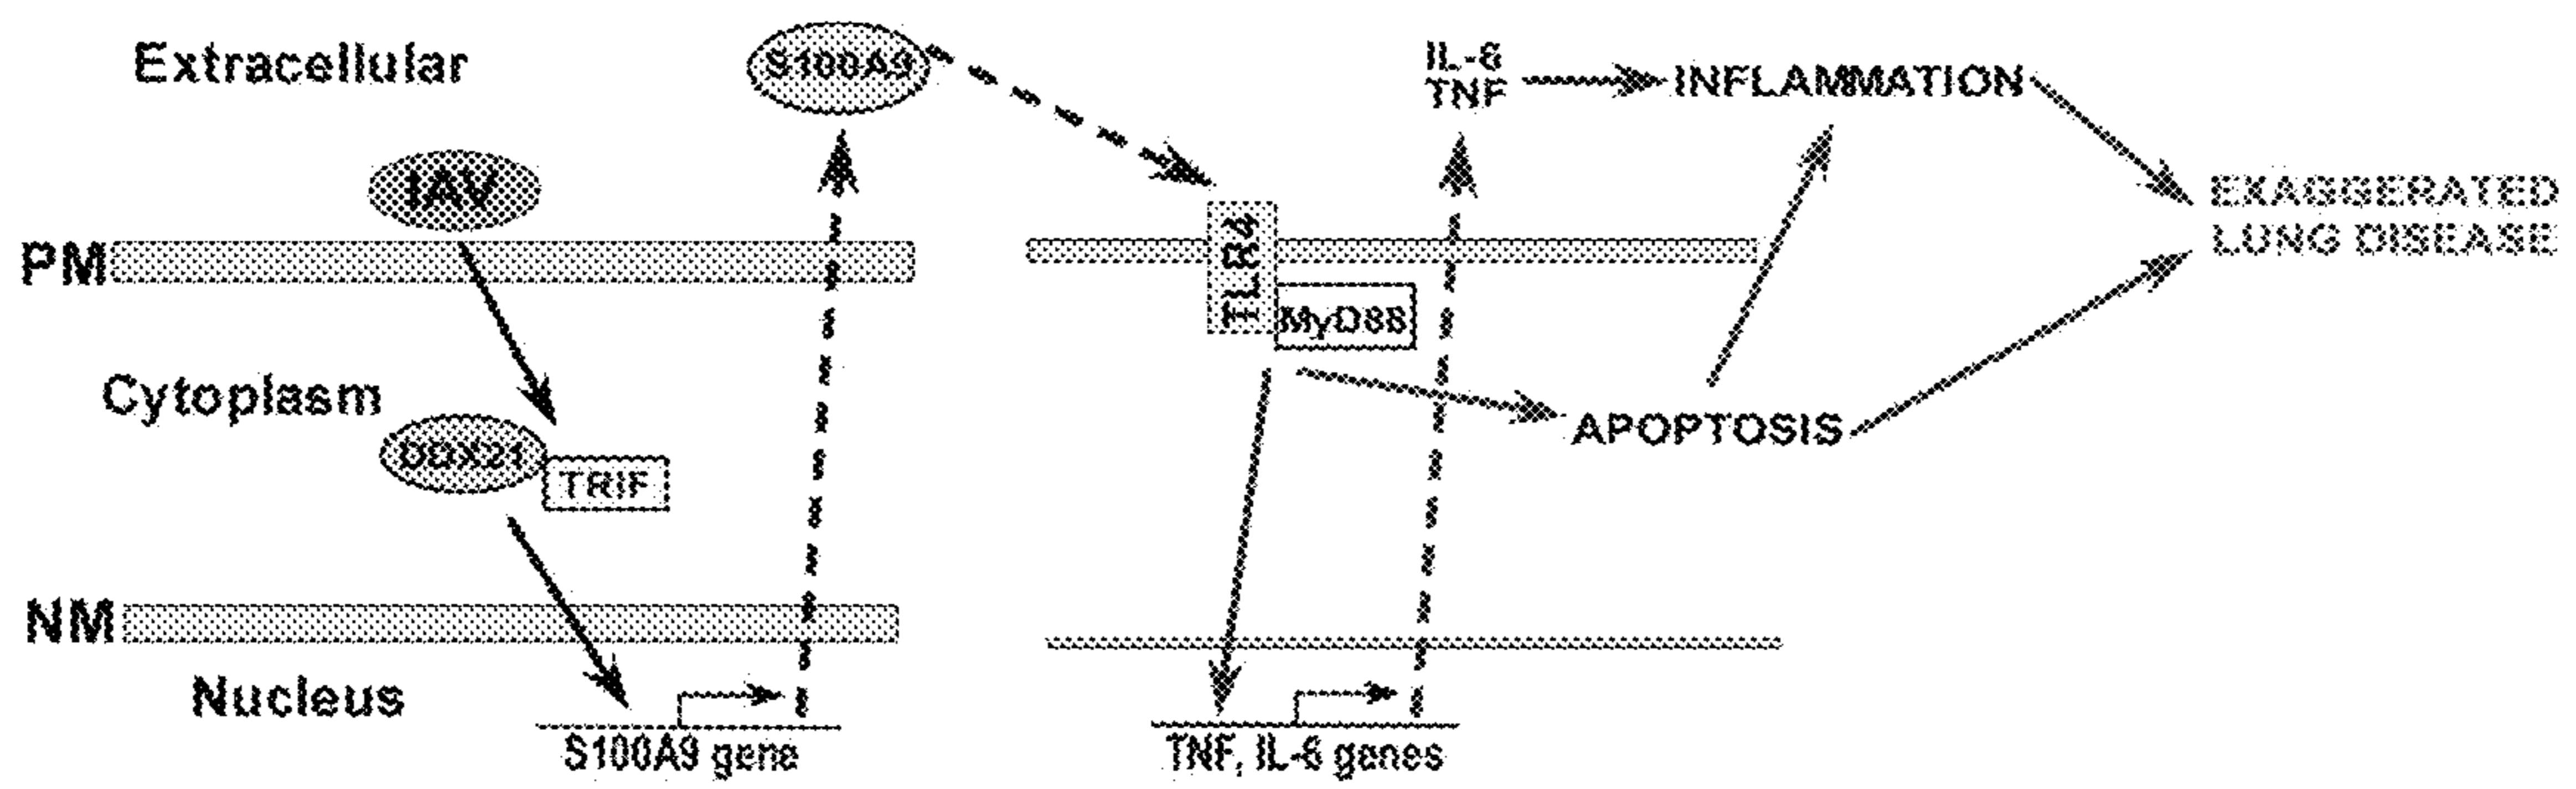 Extracellular
S100A9
IL-6
TNF
INFLAMMATION
IAV
EXAGGERATED
LUNG DISEASE
PM
TLR4
MyD88
Cytoplasm
APOPTOSIS
DDX21
TRIF
NM
Nucleus
S100A9 gene
TNF, IL-6 genes